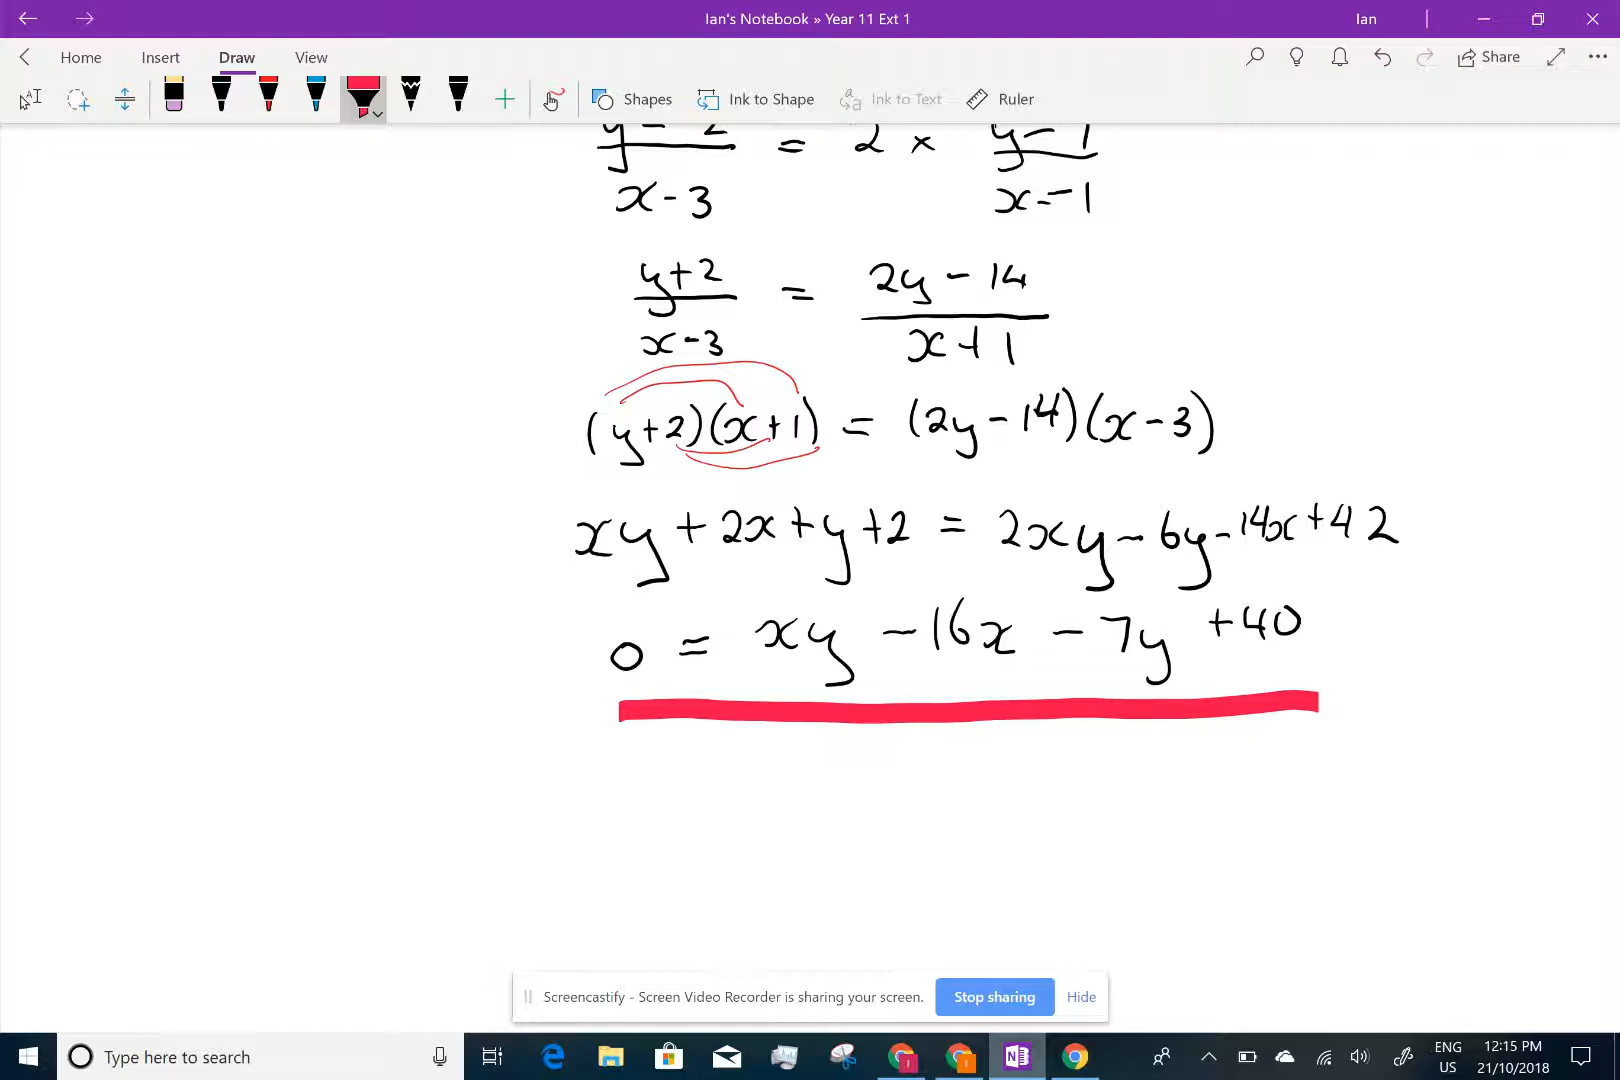 Ian's Notebook » Year 11 Ext 1
Ian
Home Insert Draw View
Share
Shapes Ink to Shape Ink to Text Ruler
= 2 ×
x - 3
x - - 1
y + 2 = 2y - 14
x - 3 x + 1
(y + 2)(x + 1) = (2y - 14)(x - 3)
xy + 2x + y + 2 = 2xy - 6y - 14x + 42
0 = xy - 16x - 7y + 40
Screencastify - Screen Video Recorder is sharing your screen. Stop sharing Hide
Type here to search
ENG
US
12:15 PM
21/10/2018